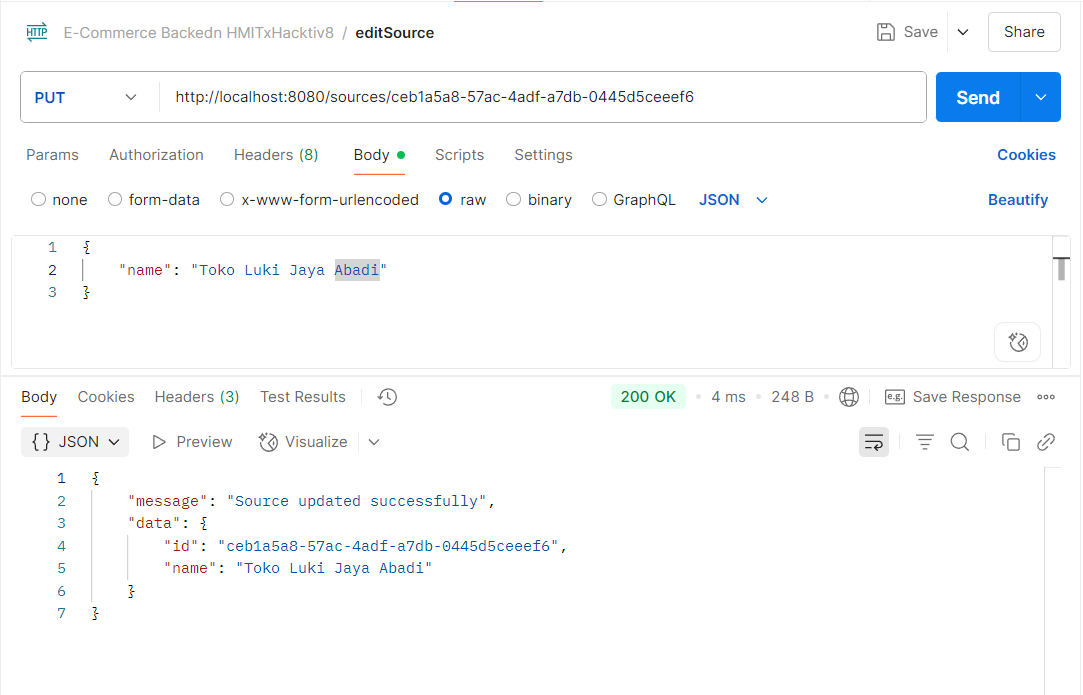 HTTP E-Commerce Backedn HMITxHacktiv8 / editSource Save Share
PUT http://localhost:8080/sources/ceb1a5a8-57ac-4adf-a7db-0445d5ceeef6 Send
Params Authorization Headers (8) Body Scripts Settings Cookies
none form-data x-www-form-urlencoded raw binary GraphQL JSON Beautify
1 {
2 "name": "Toko Luki Jaya Abadi"
3 }
Body Cookies Headers (3) Test Results 200 OK 4 ms 248 B e.g. Save Response
{} JSON Preview Visualize
1 {
2 "message": "Source updated successfully",
3 "data": {
4 "id": "ceb1a5a8-57ac-4adf-a7db-0445d5ceeef6",
5 "name": "Toko Luki Jaya Abadi"
6 }
7 }